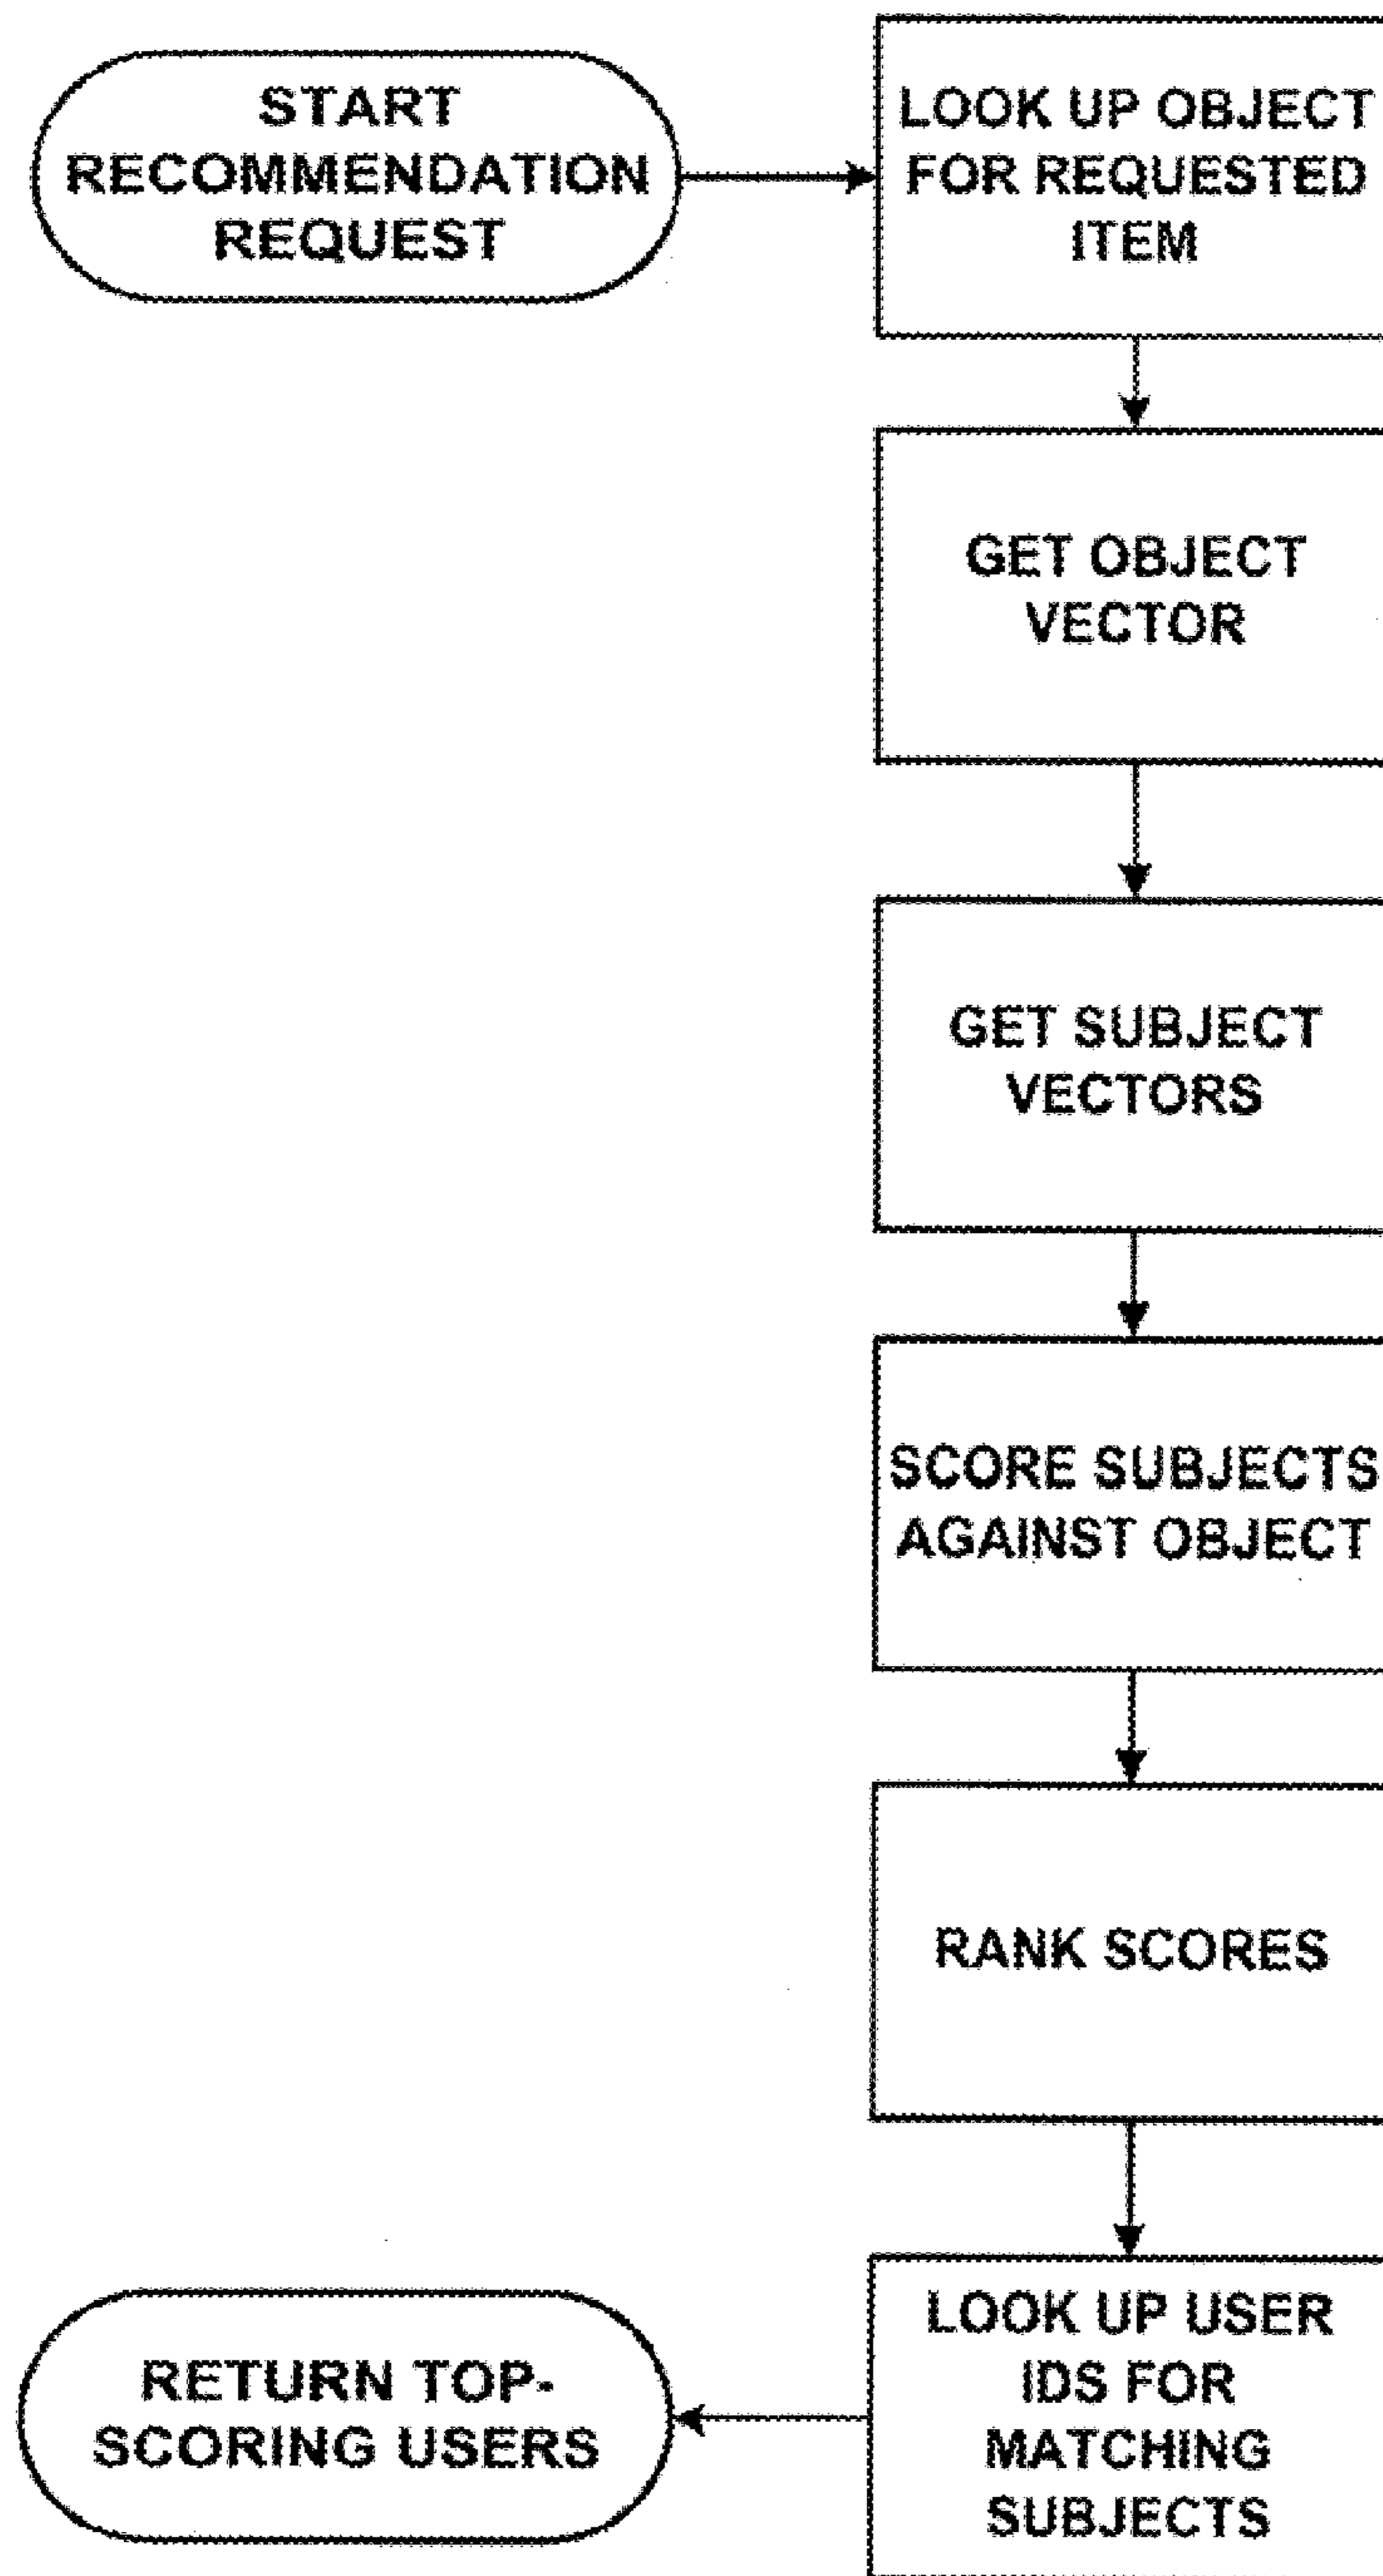 START
RECOMMENDATION
REQUEST
LOOK UP OBJECT
FOR REQUESTED
ITEM
GET OBJECT
VECTOR
GET SUBJECT
VECTORS
SCORE SUBJECTS
AGAINST OBJECT
RANK SCORES
LOOK UP USER
IDS FOR
MATCHING
SUBJECTS
RETURN TOP-
SCORING USERS